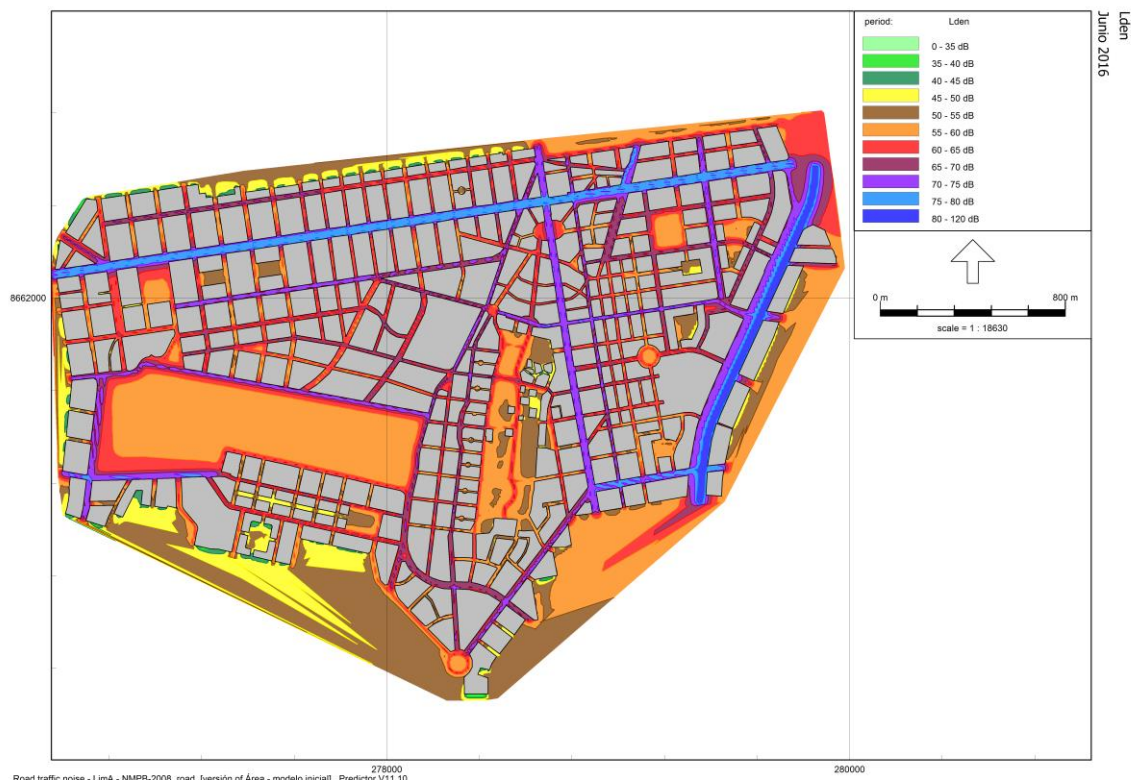 period: Lden
0 - 35 dB
35 - 40 dB
40 - 45 dB
45 - 50 dB
50 - 55 dB
55 - 60 dB
60 - 65 dB
65 - 70 dB
70 - 75 dB
75 - 80 dB
80 - 120 dB
Lden
Junio 2016
0 m 800 m
scale = 1 : 18630
8662000
278000 280000
Road traffic noise - LimA - NMPB-2008, road, [versión of Área - modelo inicial] , Predictor V11.10